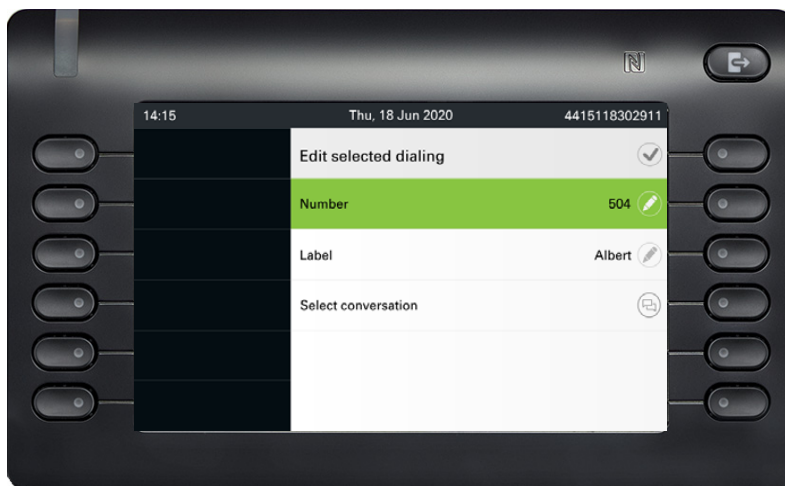 14:15 Thu, 18 Jun 2020 4415118302911
Edit selected dialing
Number 504
Label Albert
Select conversation